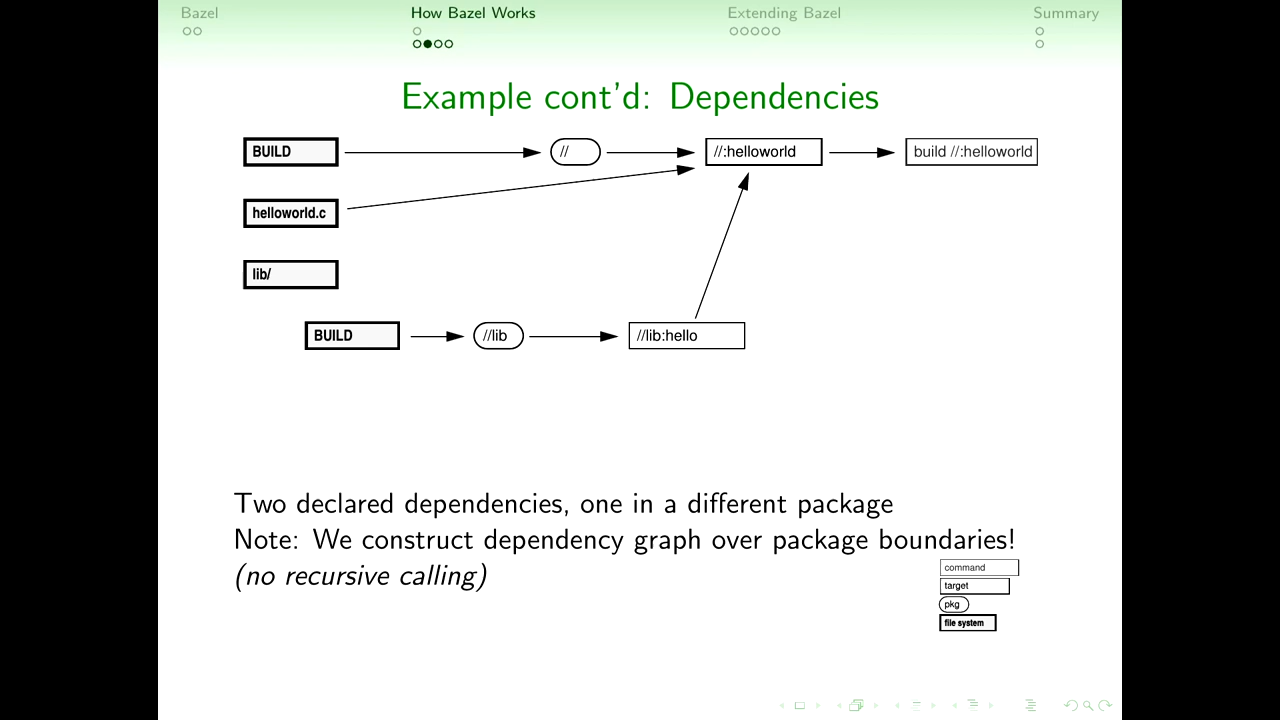 Bazel
How Bazel Works
Extending Bazel
Summary
Example cont'd: Dependencies
BUILD
//
//:helloworld
build //:helloworld
helloworld.c
lib/
BUILD
//lib
//lib:hello
Two declared dependencies, one in a different package
Note: We construct dependency graph over package boundaries!
(no recursive calling)
command
target
pkg
file system